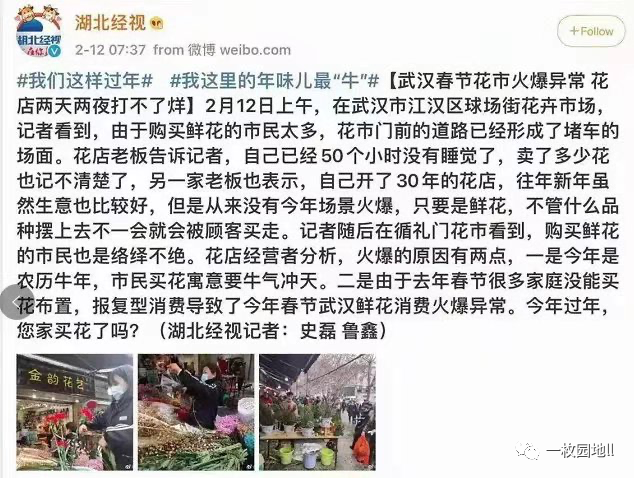 湖北经视
湖北经视
2-12 07:37 from 微博 weibo.com
+Follow
#我们这样过年# #我这里的年味儿最“牛”#【武汉春节花市火爆异常 花
店两天两夜打不了烊】2月12日上午，在武汉市江汉区球场街花卉市场，
记者看到，由于购买鲜花的市民太多，花市门前的道路已经形成了堵车的
场面。花店老板告诉记者，自己已经50个小时没有睡觉了，卖了多少花
也记不清楚了，另一家老板也表示，自己开了30年的花店，往年新年虽
然生意也比较好，但是从来没有今年场景火爆，只要是鲜花，不管什么品
种摆上去不一会就会被顾客买走。记者随后在循礼门花市看到，购买鲜花
的市民也是络绎不绝。花店经营者分析，火爆的原因有两点，一是今年是
农历牛年，市民买花寓意要牛气冲天。二是由于去年春节很多家庭没能买
花布置，报复型消费导致了今年春节武汉鲜花消费火爆异常。今年过年，
您家买花了吗？（湖北经视记者：史磊 鲁鑫）
金韵花艺
一枚园地!!